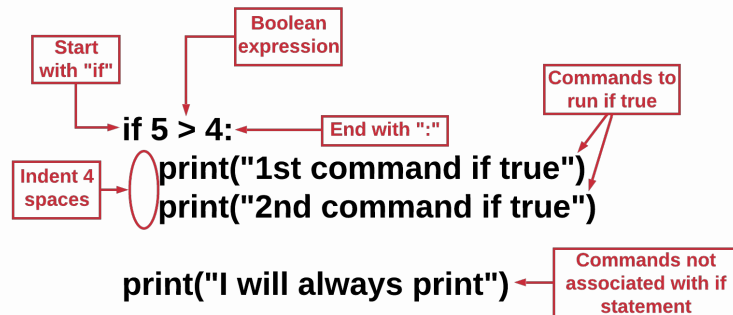 Boolean
expression
Start
with "if"
Commands to
run if true
if 5 > 4:
End with ":"
Indent 4
spaces
print("1st command if true")
print("2nd command if true")
print("I will always print")
Commands not
associated with if
statement